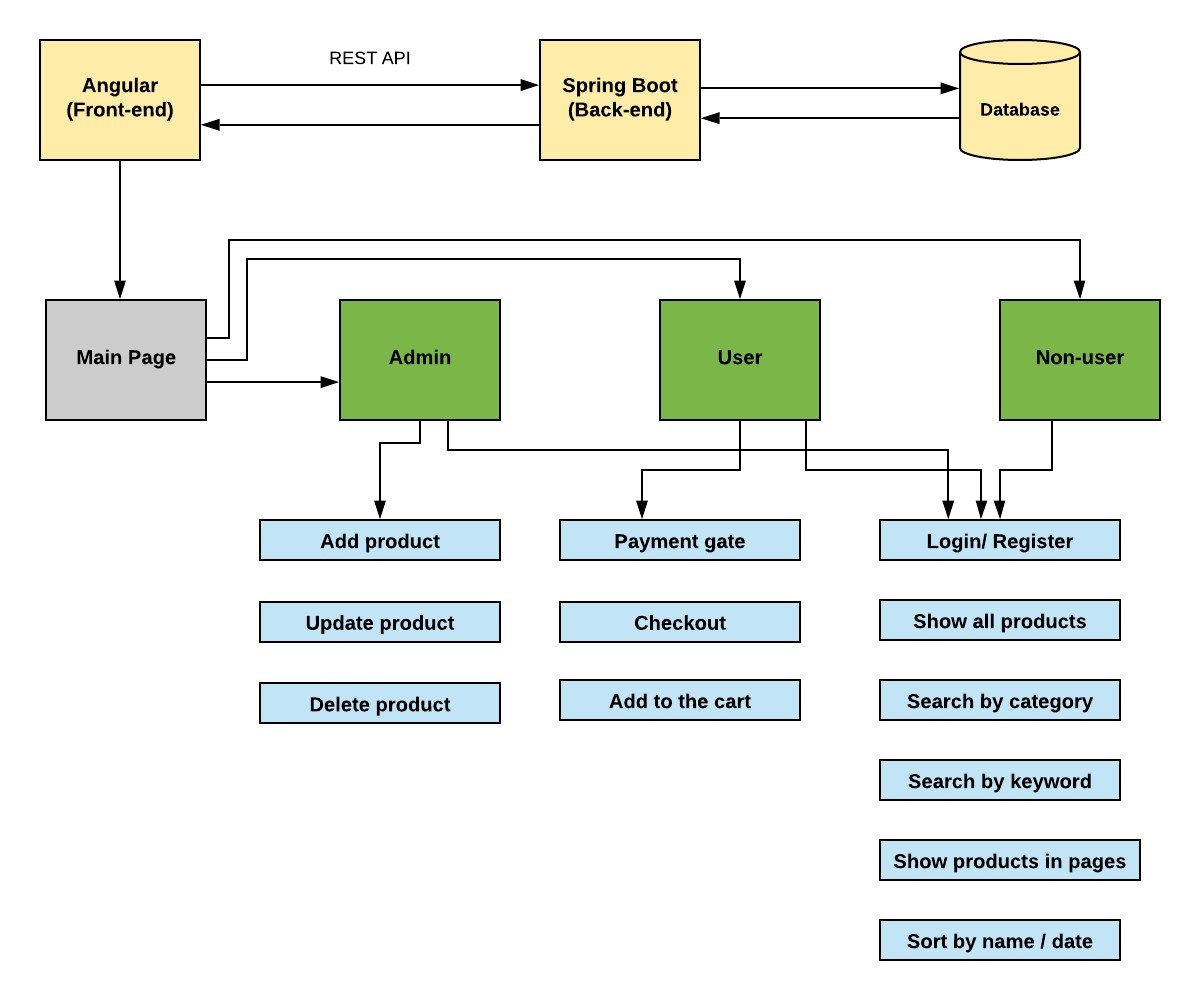 REST API
Angular
(Front-end)
Spring Boot
(Back-end)
Database
Main Page
Admin
User
Non-user
Add product
Payment gate
Login/ Register
Update product
Checkout
Show all products
Delete product
Add to the cart
Search by category
Search by keyword
Show products in pages
Sort by name / date